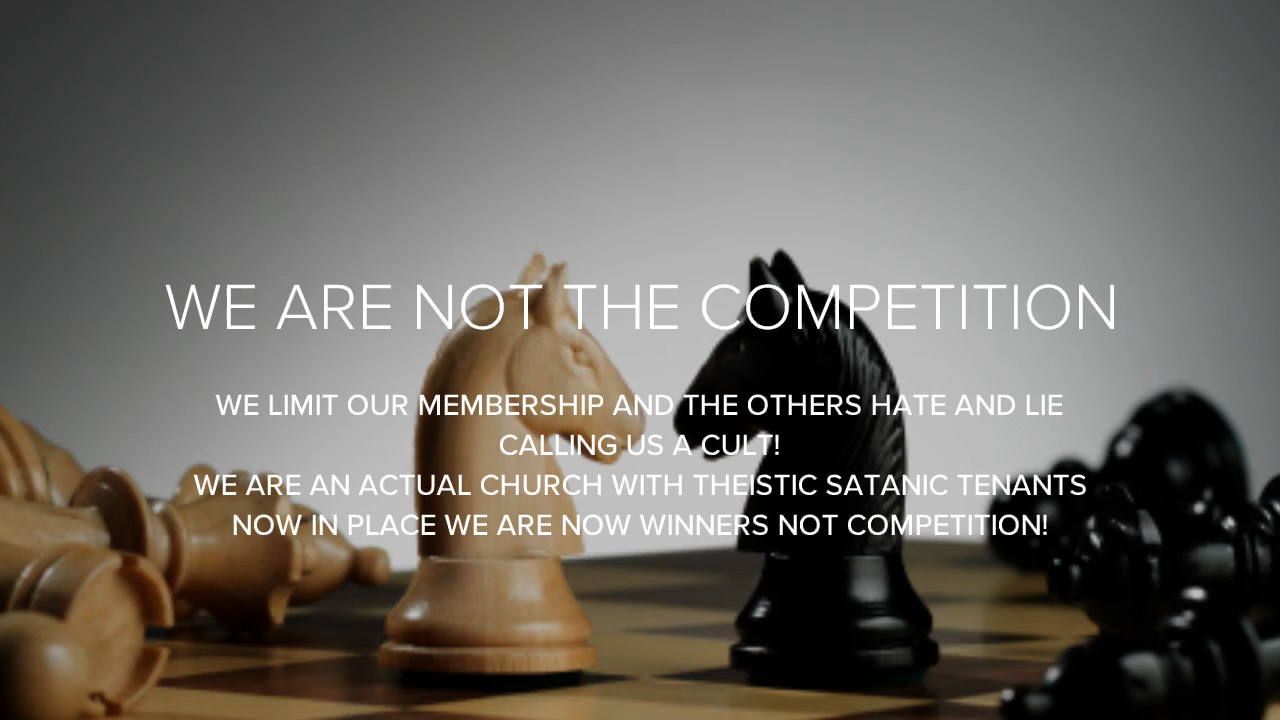 WE ARE NOT THE COMPETITION
WE LIMIT OUR MEMBERSHIP AND THE OTHERS HATE AND LIE
CALLING US A CULT!
WE ARE AN ACTUAL CHURCH WITH THEISTIC SATANIC TENANTS
NOW IN PLACE WE ARE NOW WINNERS NOT COMPETITION!